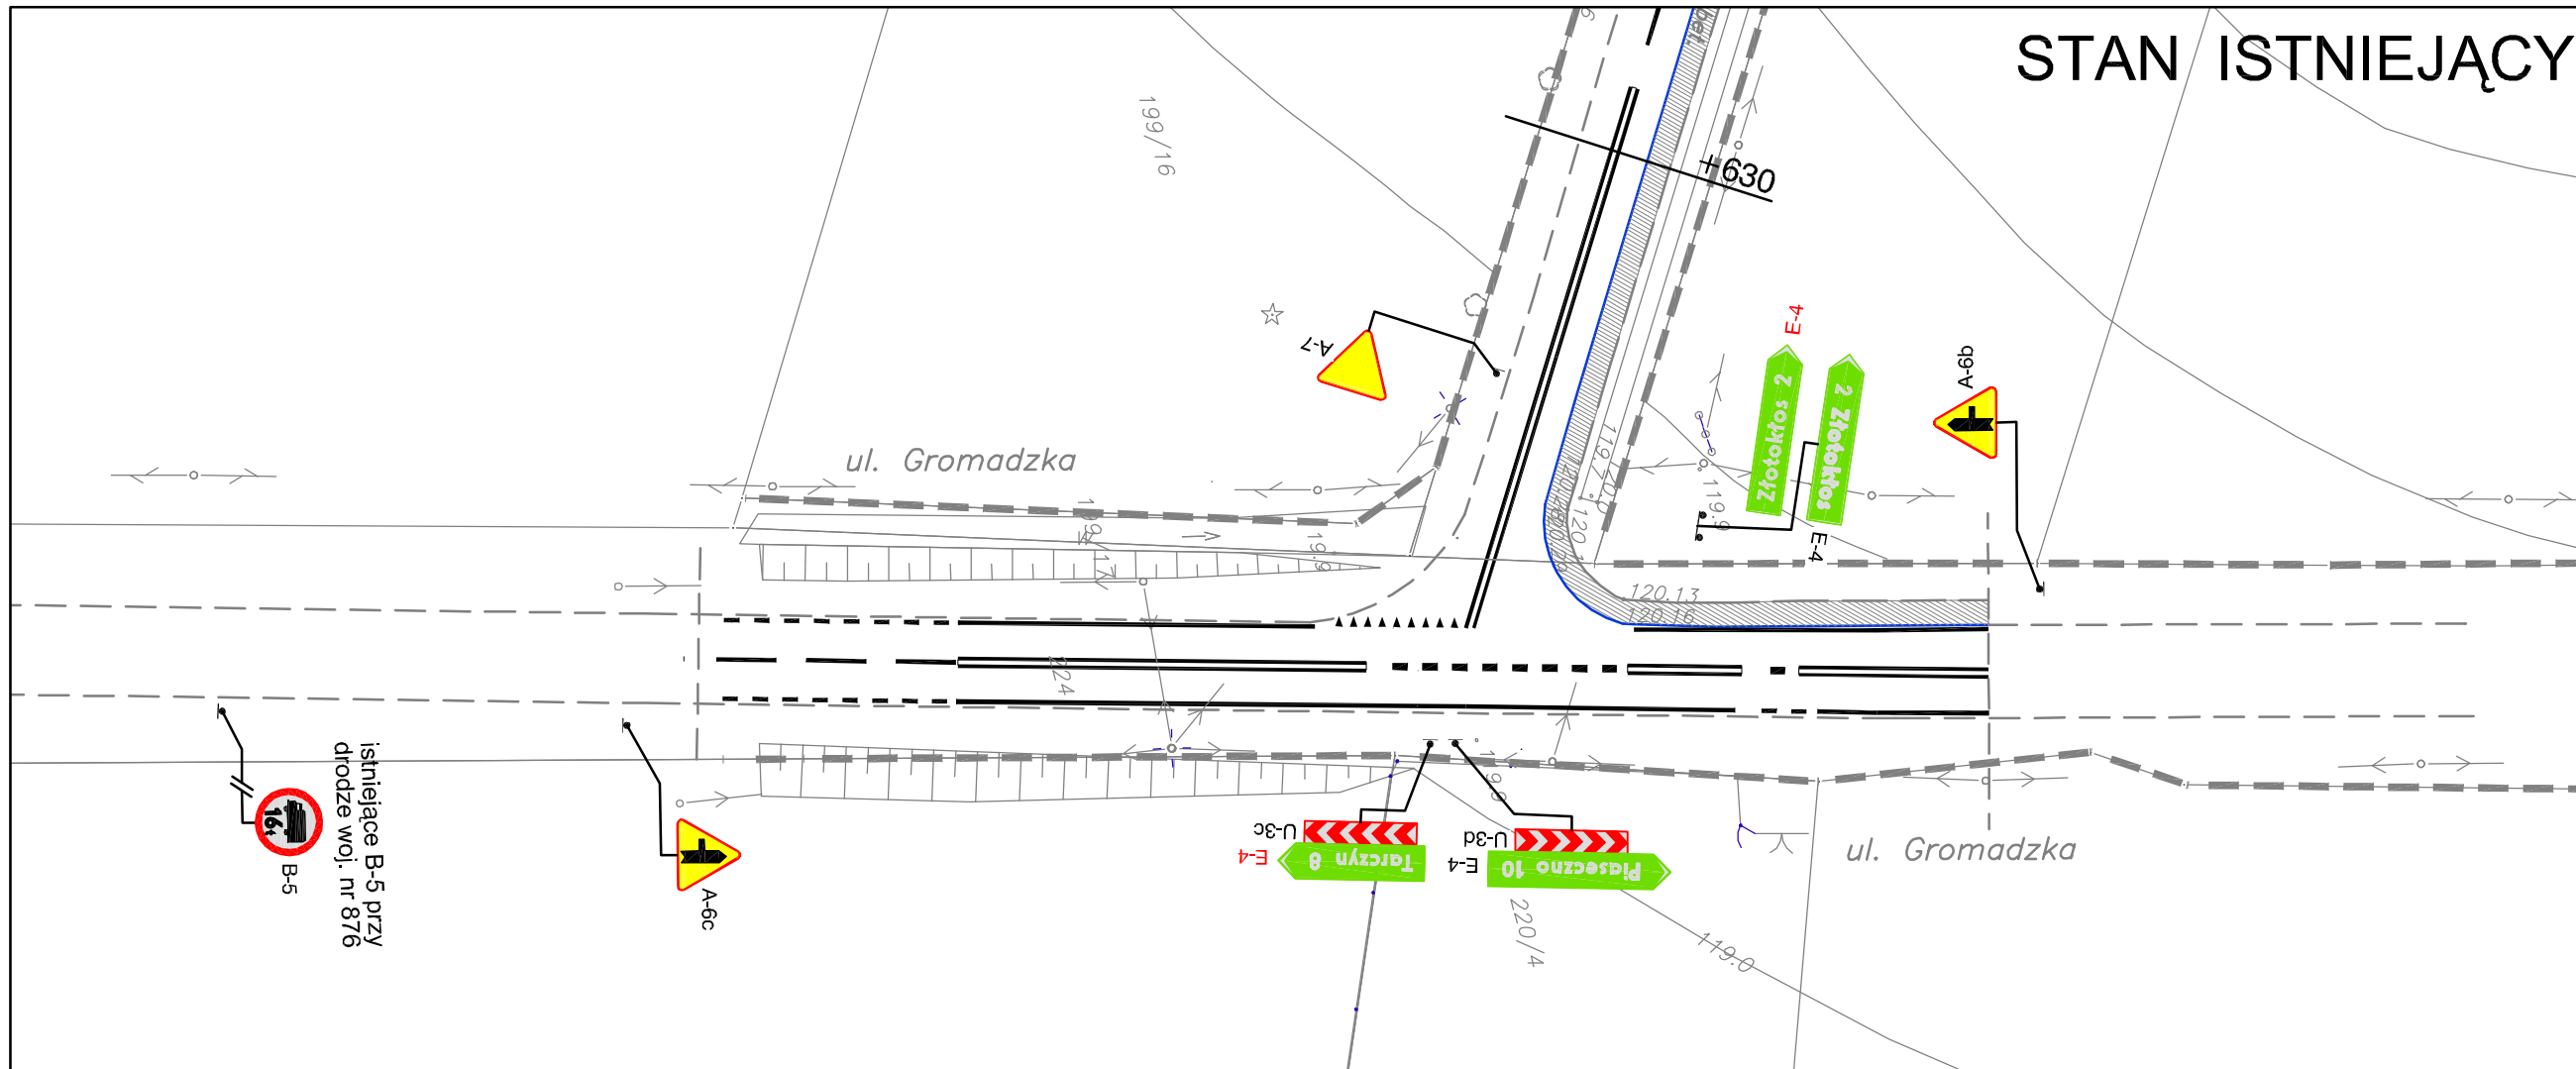 STAN ISTNIEJĄCY
199/16
+630
A-7
E-4
Złotokłos 2
2 Złotokłos
E-4
A-6b
ul. Gromadzka
119.9
120.13
120.16
224
istniejące B-5 przy
drodze woj. nr 876
16t
B-5
A-6c
U-3c
E-4
Tarczyn 8
U-3d
E-4
Piaseczno 10
119.9
220/4
119.0
ul. Gromadzka